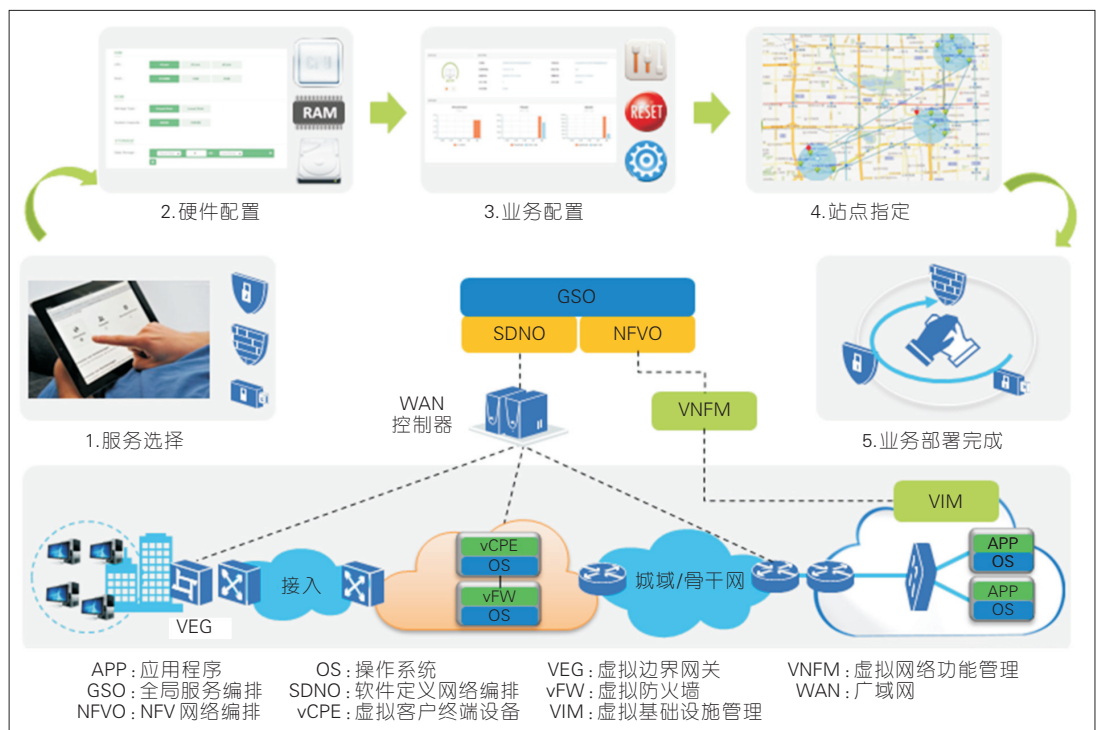 RAM
RESET
2.硬件配置
3.业务配置
4.站点指定
GSO
SDNO
NFVO
WAN
控制器
VNFM
1.服务选择
5.业务部署完成
VIM
vCPE
OS
vFW
OS
APP
OS
APP
OS
接入
城域/骨干网
VEG
APP:应用程序
OS:操作系统
VEG:虚拟边界网关
VNFM:虚拟网络功能管理
GSO:全局服务编排
SDNO:软件定义网络编排
vFW:虚拟防火墙
WAN:广域网
NFVO:NFV网络编排
vCPE:虚拟客户终端设备
VIM:虚拟基础设施管理